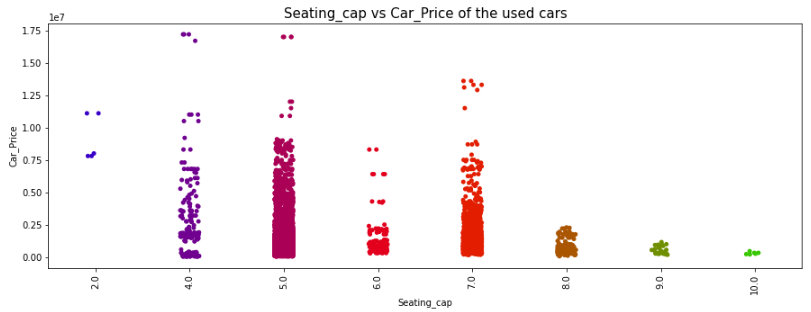 Seating_cap vs Car_Price of the used cars
1e7
1.75
1.50
1.25
1.00
0.75
0.50
0.25
0.00
Car_Price
2.0 4.0 5.0 6.0 7.0 8.0 9.0 10.0
Seating_cap